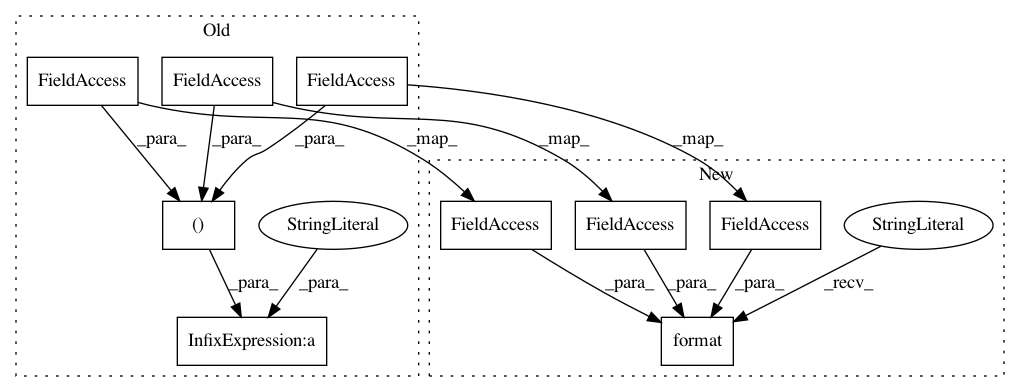 Old
FieldAccess
FieldAccess
FieldAccess
_para_
_para_
_para_
_map_
_map_
_map_
New
()
StringLiteral
FieldAccess
FieldAccess
FieldAccess
StringLiteral
_para_
_para_
_para_
_para_
_para_
_recv_
InfixExpression:a
format